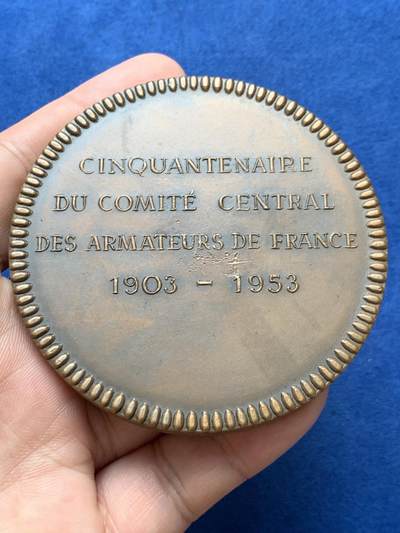 CINQUANTENAIRE
DU COMITÉ CENTRAL
DES ARMATEURS DE FRANCE
1903 - 1953